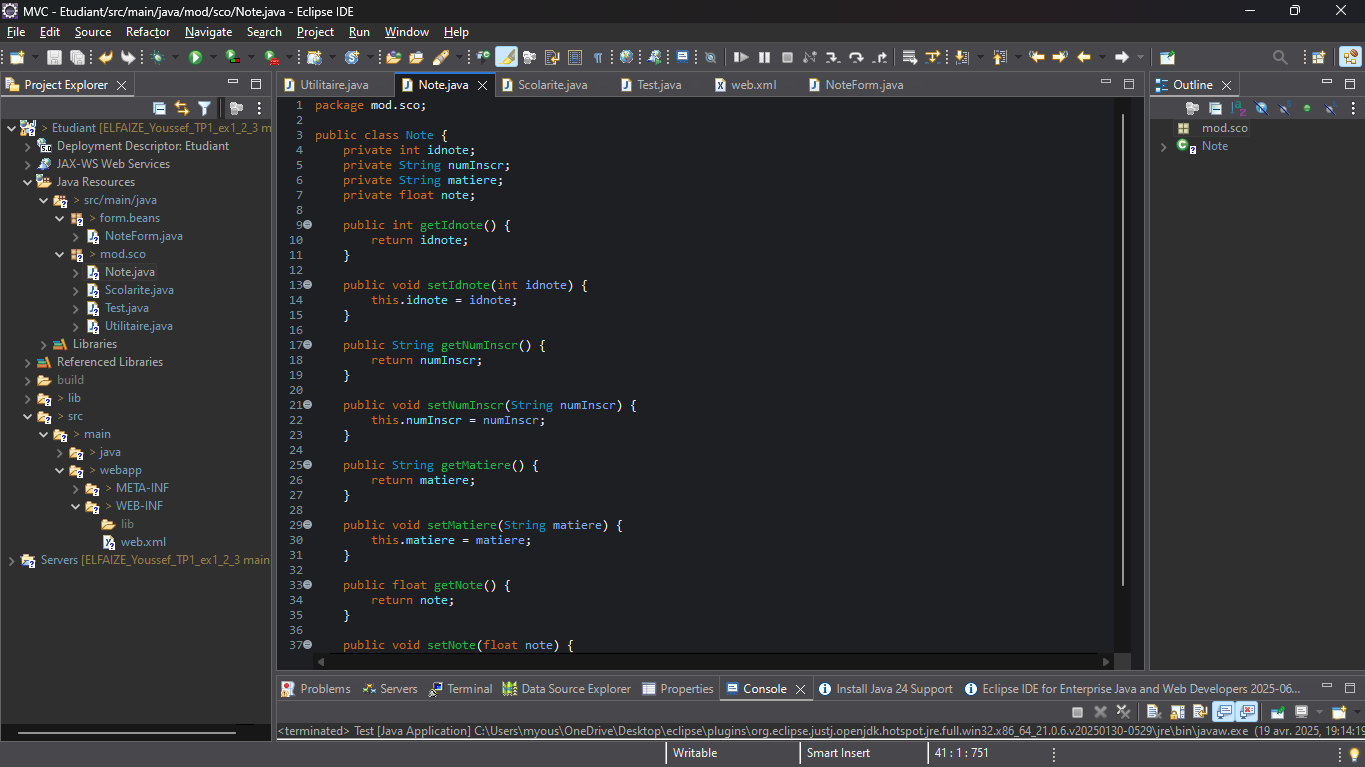 MVC - Etudiant/src/main/java/mod/sco/Note.java - Eclipse IDE
File Edit Source Refactor Navigate Search Project Run Window Help
Project Explorer
Etudiant [ELFAIZE_Youssef_TP1_ex1_2_3 m
Deployment Descriptor: Etudiant
JAX-WS Web Services
Java Resources
> src/main/java
> form.beans
NoteForm.java
> mod.sco
Note.java
Scolarite.java
Test.java
Utilitaire.java
Libraries
Referenced Libraries
build
> lib
> src
> main
> java
> webapp
> META-INF
> WEB-INF
lib
web.xml
Servers [ELFAIZE_Youssef_TP1_ex1_2_3 main
Utilitaire.java Note.java Scolarite.java Test.java web.xml NoteForm.java
1 package mod.sco;
2
3 public class Note {
4 private int idnote;
5 private String numInscr;
6 private String matiere;
7 private float note;
8
9 public int getIdnote() {
10 return idnote;
11 }
12
13 public void setIdnote(int idnote) {
14 this.idnote = idnote;
15 }
16
17 public String getNumInscr() {
18 return numInscr;
19 }
20
21 public void setNumInscr(String numInscr) {
22 this.numInscr = numInscr;
23 }
24
25 public String getMatiere() {
26 return matiere;
27 }
28
29 public void setMatiere(String matiere) {
30 this.matiere = matiere;
31 }
32
33 public float getNote() {
34 return note;
35 }
36
37 public void setNote(float note) {
Outline
mod.sco
Note
Problems Servers Terminal Data Source Explorer Properties Console Install Java 24 Support Eclipse IDE for Enterprise Java and Web Developers 2025-06...
<terminated> Test [Java Application] C:\Users\myous\OneDrive\Desktop\eclipse\plugins\org.eclipse.justj.openjdk.hotspot.jre.full.win32.x86_64_21.0.6.v20250130-0529\jre\bin\javaw.exe (19 avr. 2025, 19:14:19
Writable Smart Insert 41 : 1 : 751